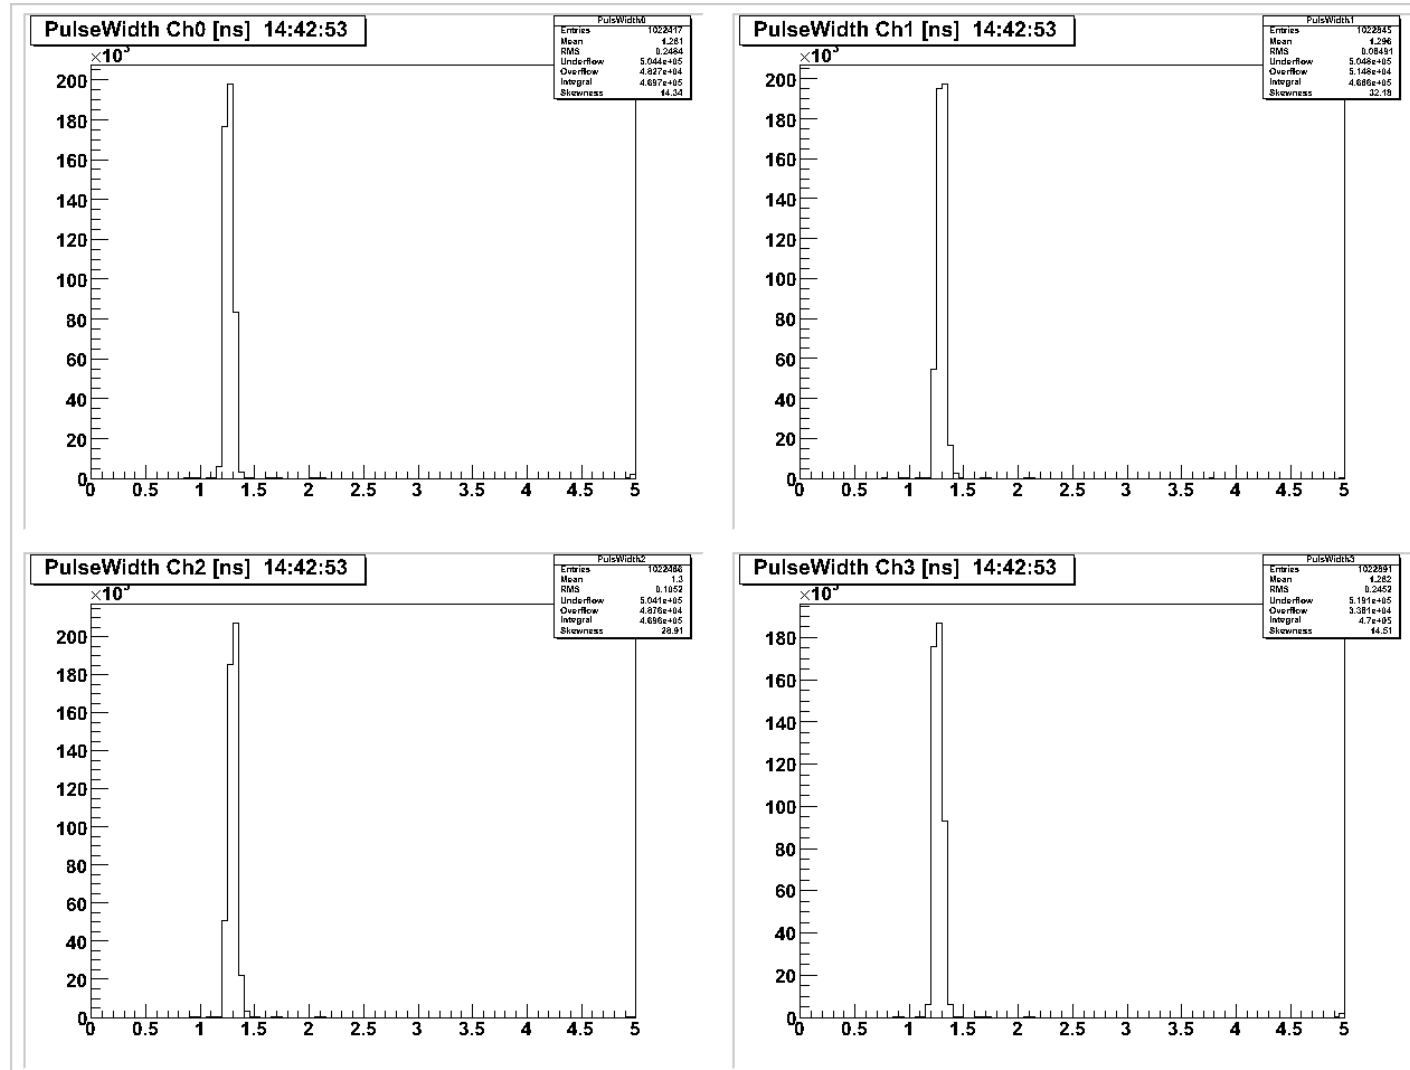 PulseWidth Ch0 [ns] 14:42:53
PulsWidth0
Entries 1022417
Mean 1.281
RMS 0.2484
Underflow 5.044e+05
Overflow 4.827e+04
Integral 4.697e+05
Skewness 14.34
×10³
200
180
160
140
120
100
80
60
40
20
0
0 0.5 1 1.5 2 2.5 3 3.5 4 4.5 5
PulseWidth Ch1 [ns] 14:42:53
PulsWidth1
Entries 1022845
Mean 1.296
RMS 0.08491
Underflow 5.048e+05
Overflow 5.148e+04
Integral 4.666e+05
Skewness 32.18
×10³
200
180
160
140
120
100
80
60
40
20
0
0 0.5 1 1.5 2 2.5 3 3.5 4 4.5 5
PulseWidth Ch2 [ns] 14:42:53
PulsWidth2
Entries 1022486
Mean 1.3
RMS 0.1052
Underflow 5.041e+05
Overflow 4.876e+04
Integral 4.696e+05
Skewness 28.91
×10³
200
180
160
140
120
100
80
60
40
20
0
0 0.5 1 1.5 2 2.5 3 3.5 4 4.5 5
PulseWidth Ch3 [ns] 14:42:53
PulsWidth3
Entries 1022891
Mean 1.282
RMS 0.2452
Underflow 5.191e+05
Overflow 3.381e+04
Integral 4.7e+05
Skewness 14.51
×10³
180
160
140
120
100
80
60
40
20
0
0 0.5 1 1.5 2 2.5 3 3.5 4 4.5 5